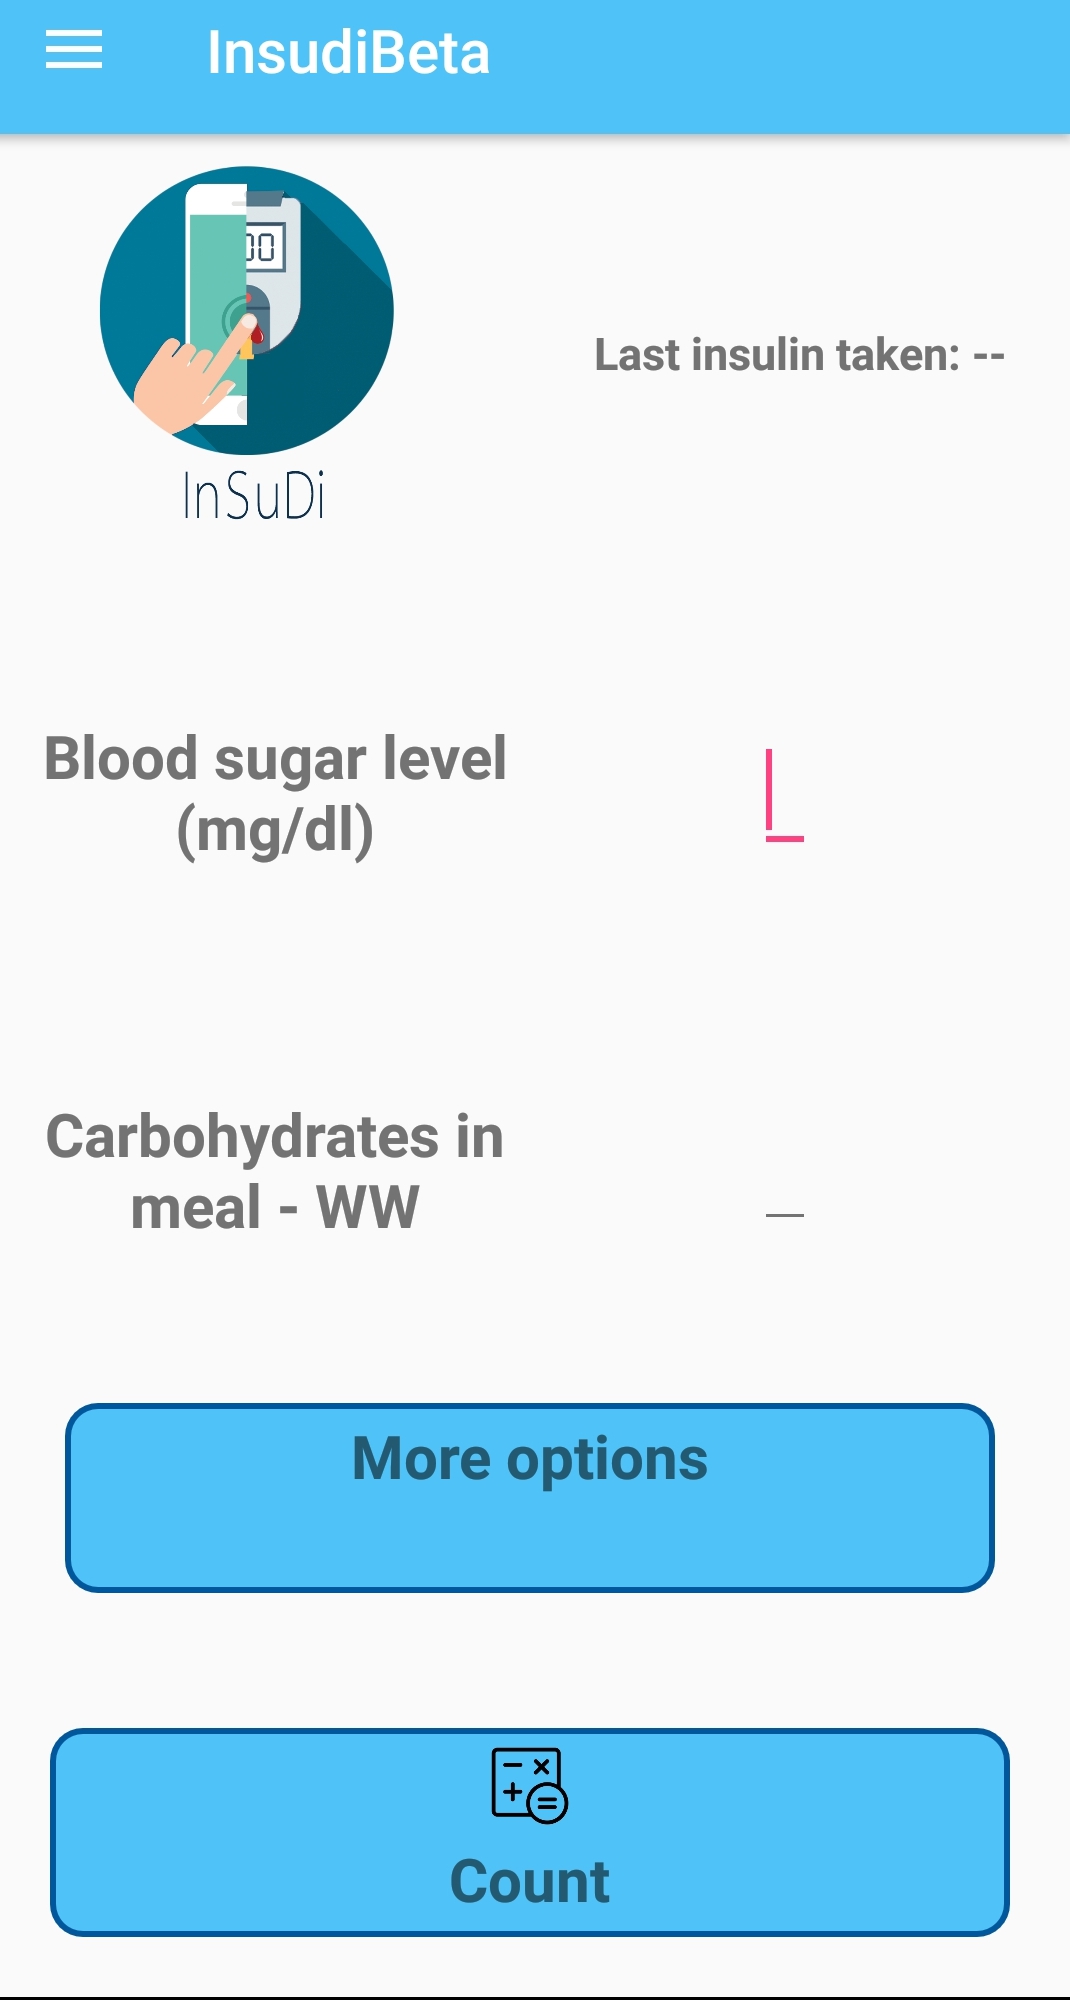 InsudiBeta
00
InSuDi
Last insulin taken: --
Blood sugar level
(mg/dl)
Carbohydrates in
meal - WW
More options
Count